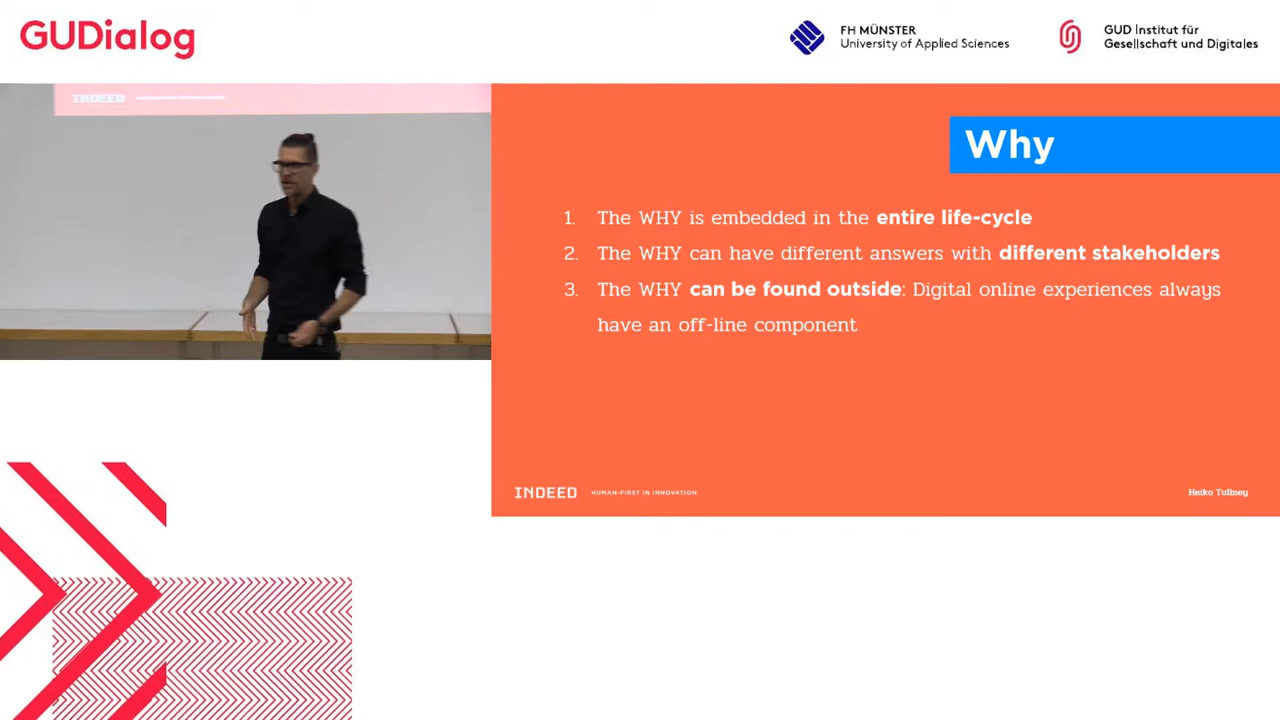 GUDialog
FH MÜNSTER
University of Applied Sciences
GUD Institut für
Gesellschaft und Digitales
INDEED
Why
1. The WHY is embedded in the entire life-cycle
2. The WHY can have different answers with different stakeholders
3. The WHY can be found outside: Digital online experiences always
have an off-line component
INDEED HUMAN-FIRST IN INNOVATION
Heiko Tullney